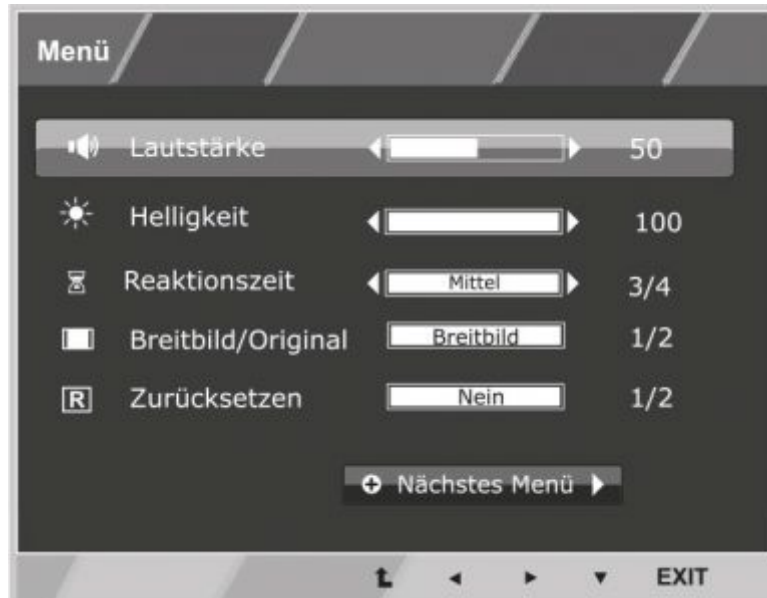 Menü
Lautstärke 50
Helligkeit 100
Reaktionszeit Mittel 3/4
Breitbild/Original Breitbild 1/2
R Zurücksetzen Nein 1/2
Nächstes Menü
EXIT